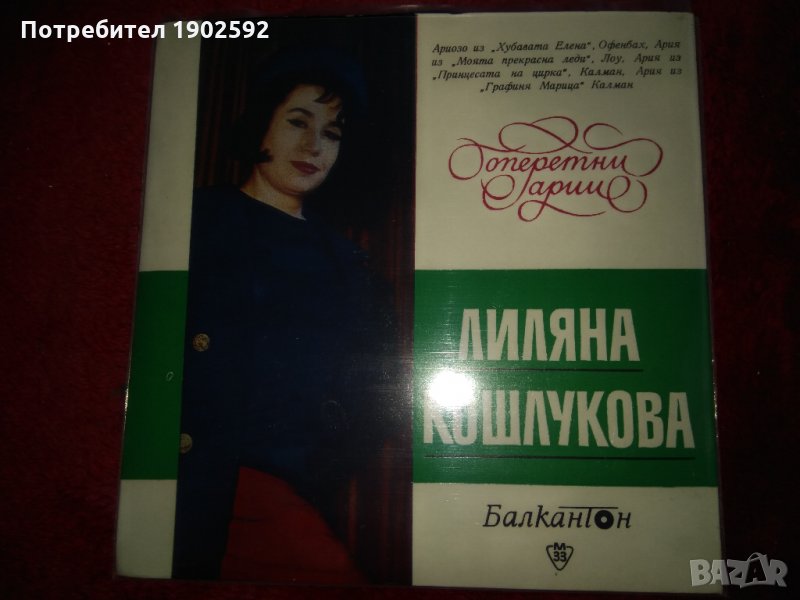 Потребител 1902592
Ариозо из „Хубавата Елена“, Офенбах, Ария
из „Моята прекрасна леди“, Лоу, Ария из
„Принцесата на цирка“, Калман, Ария из
„Графиня Марица“ Калман
Оперетни
арии
ЛИЛЯНА
КОШЛУКОВА
Балкантон
М
33
BAZAR